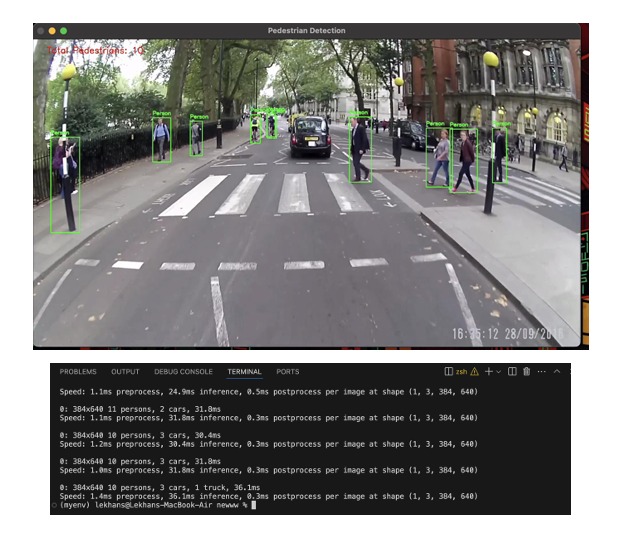 Pedestrian Detection
Total Pedestrians: 10
Person
Person
Person
Person
Person
Person
Person
Person
LOOK
LOOK
16:35:12 28/09/20
PROBLEMS OUTPUT DEBUG CONSOLE TERMINAL PORTS zsh
Speed: 1.1ms preprocess, 24.9ms inference, 0.5ms postprocess per image at shape (1, 3, 384, 640)
0: 384x640 11 persons, 2 cars, 31.8ms
Speed: 1.1ms preprocess, 31.8ms inference, 0.3ms postprocess per image at shape (1, 3, 384, 640)
0: 384x640 10 persons, 3 cars, 30.4ms
Speed: 1.2ms preprocess, 30.4ms inference, 0.3ms postprocess per image at shape (1, 3, 384, 640)
0: 384x640 10 persons, 3 cars, 31.8ms
Speed: 1.0ms preprocess, 31.8ms inference, 0.3ms postprocess per image at shape (1, 3, 384, 640)
0: 384x640 10 persons, 3 cars, 1 truck, 36.1ms
Speed: 1.4ms preprocess, 36.1ms inference, 0.3ms postprocess per image at shape (1, 3, 384, 640)
(myenv) lekhans@Lekhans-MacBook-Air newww %